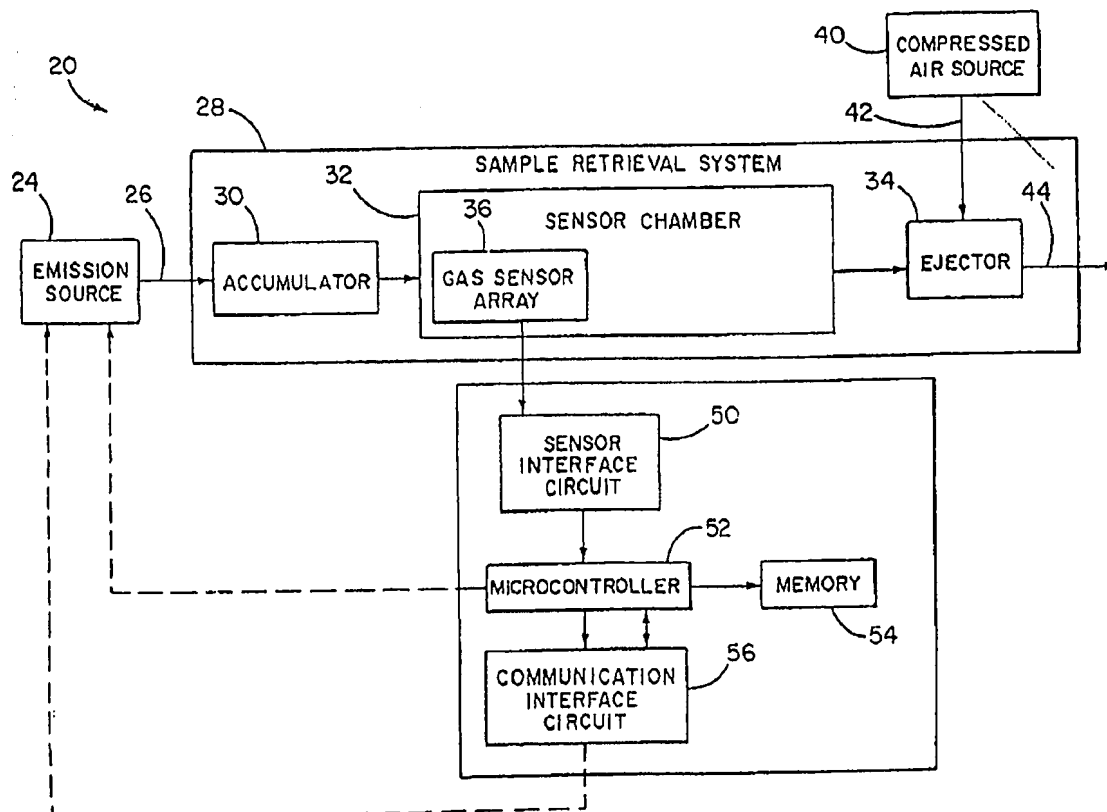 40
COMPRESSED
AIR SOURCE
20
42
28
SAMPLE RETRIEVAL SYSTEM
24
26
30
32
36
SENSOR CHAMBER
34
44
EMISSION
SOURCE
ACCUMULATOR
GAS SENSOR
ARRAY
EJECTOR
50
SENSOR
INTERFACE
CIRCUIT
52
MICROCONTROLLER
MEMORY
54
56
COMMUNICATION
INTERFACE
CIRCUIT